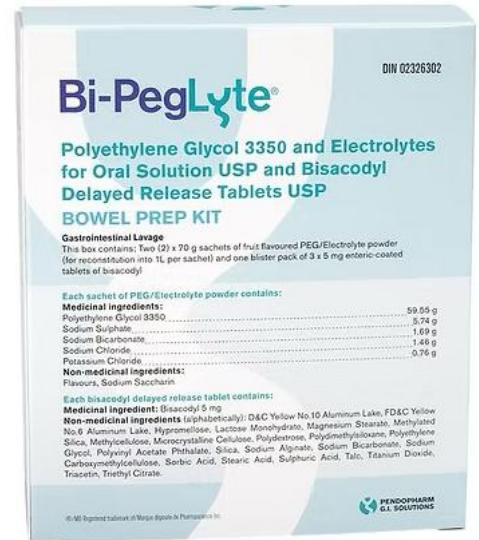 DIN 02326302
Bi-PegLyte®
Polyethylene Glycol 3350 and Electrolytes
for Oral Solution USP and Bisacodyl
Delayed Release Tablets USP
BOWEL PREP KIT
Gastrointestinal Lavage
This box contains: Two (2) x 70 g sachets of fruit flavoured PEG/Electrolyte powder
(for reconstitution into 1L per sachet) and one blister pack of 3 x 5 mg enteric-coated
tablets of bisacodyl
Each sachet of PEG/Electrolyte powder contains:
Medicinal ingredients:
Polyethylene Glycol 3350 59.55 g
Sodium Sulphate 5.74 g
Sodium Bicarbonate 1.69 g
Sodium Chloride 1.46 g
Potassium Chloride 0.76 g
Non-medicinal ingredients:
Flavours, Sodium Saccharin
Each bisacodyl delayed release tablet contains:
Medicinal ingredient: Bisacodyl 5 mg
Non-medicinal ingredients (alphabetically): D&C Yellow No.10 Aluminum Lake, FD&C Yellow
No.6 Aluminum Lake, Hypromellose, Lactose Monohydrate, Magnesium Stearate, Methylated
Silica, Methylcellulose, Microcrystalline Cellulose, Polydextrose, Polydimethylsiloxane, Polyethylene
Glycol, Polyvinyl Acetate Phthalate, Silica, Sodium Alginate, Sodium Bicarbonate, Sodium
Carboxymethylcellulose, Sorbic Acid, Stearic Acid, Sulphuric Acid, Talc, Titanium Dioxide,
Triacetin, Triethyl Citrate.
PENDOPHARM
G.I. SOLUTIONS
Registered trademark of/Marque déposée de Pharmascience Inc.